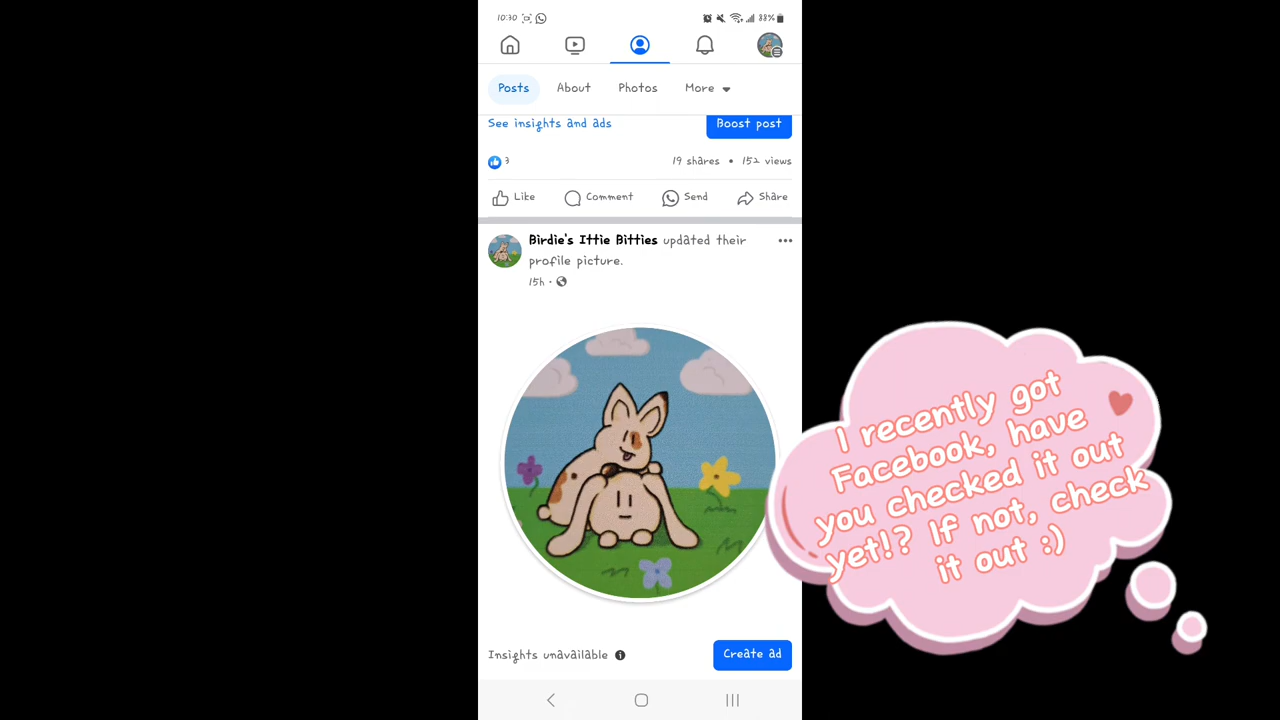 10:30 88%
Posts About Photos More
See insights and ads Boost post
3 19 shares • 152 views
Like Comment Send Share
Birdie's Ittie Bitties updated their
profile picture.
15h •
Insights unavailable Create ad
I recently got
Facebook, have
you checked it out
yet!? If not, check
it out :)